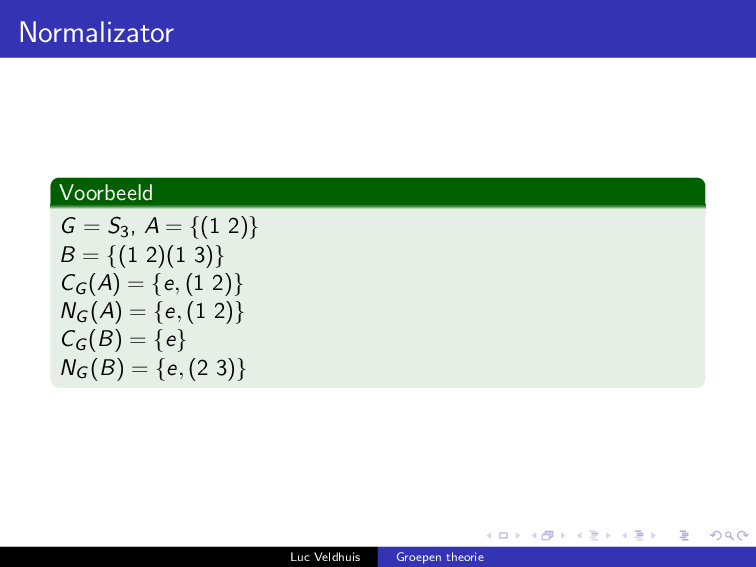 Normalizator
Voorbeeld
G = S₃, A = {(1 2)}
B = {(1 2)(1 3)}
C_G(A) = {e, (1 2)}
N_G(A) = {e, (1 2)}
C_G(B) = {e}
N_G(B) = {e, (2 3)}
Luc Veldhuis Groepen theorie